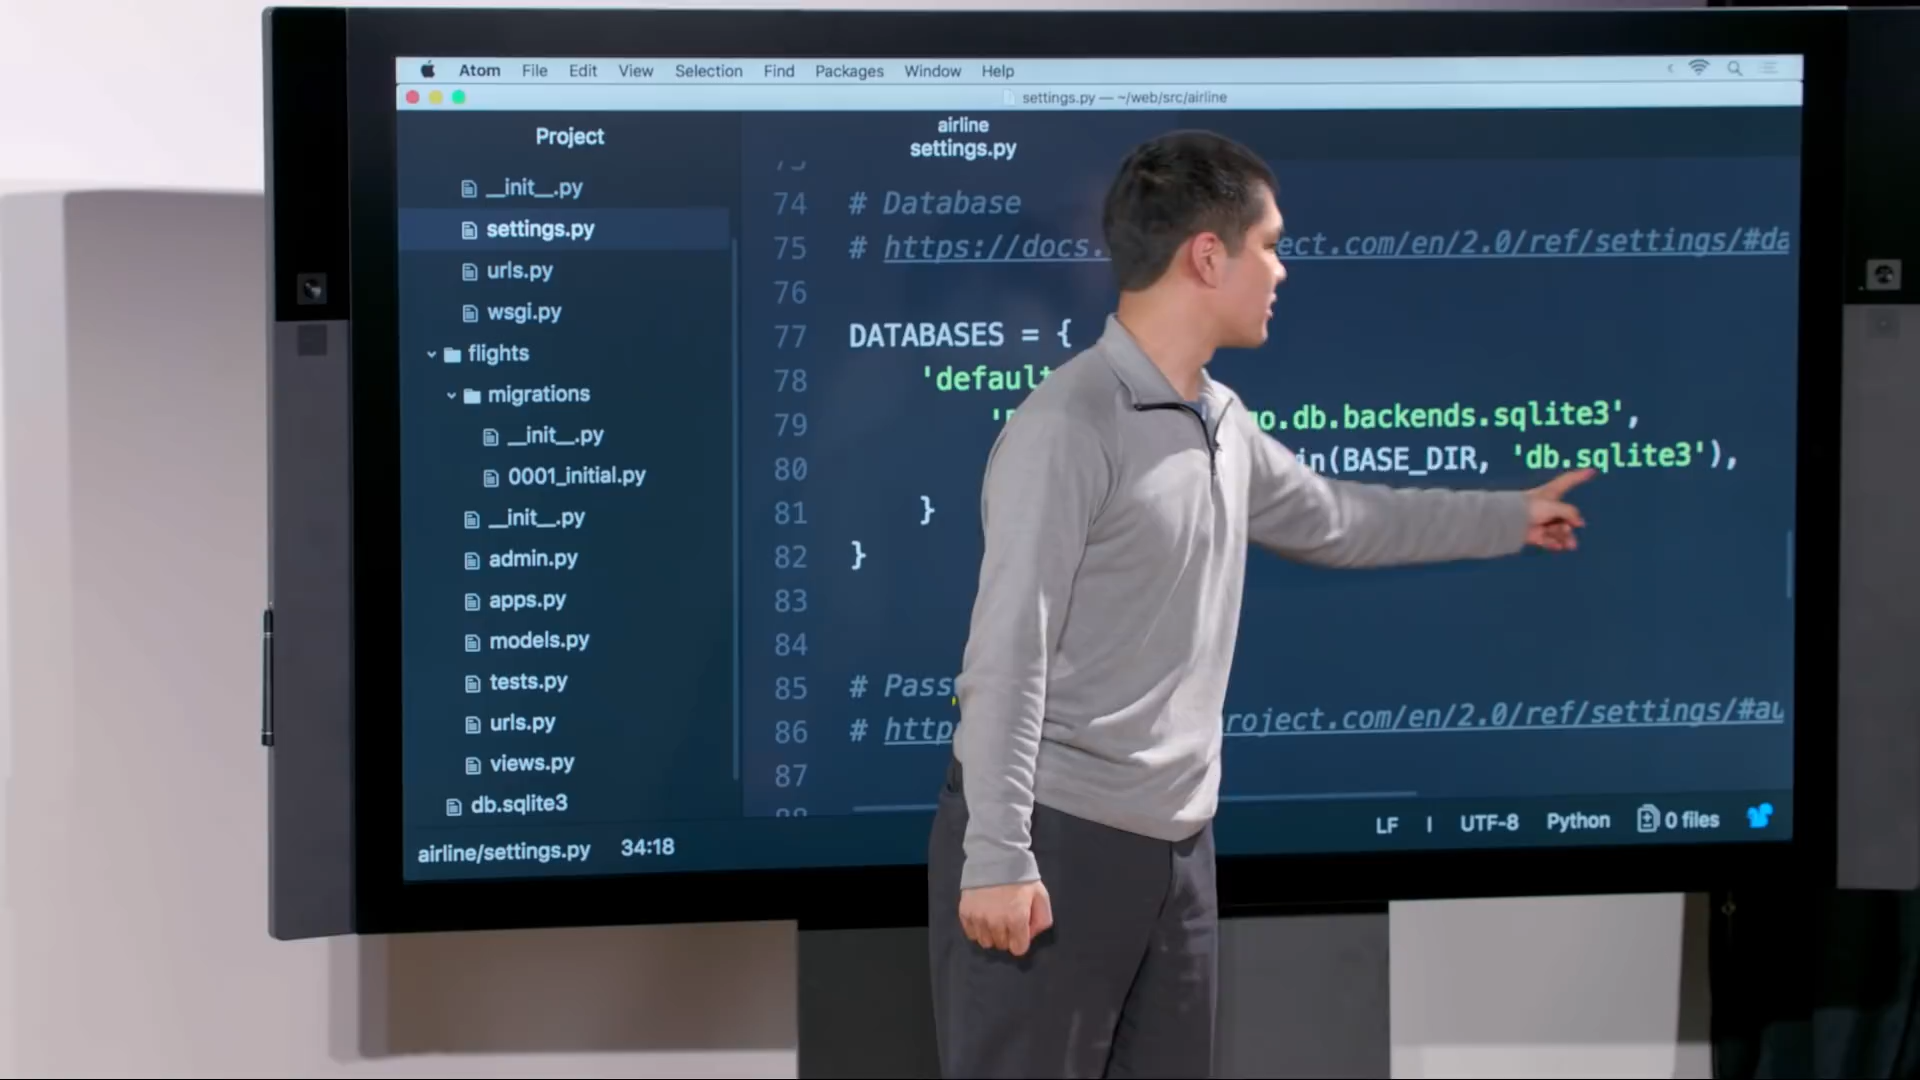 Atom File Edit View Selection Find Packages Window Help
settings.py — ~/web/src/airline
Project
__init__.py
settings.py
urls.py
wsgi.py
flights
migrations
__init__.py
0001_initial.py
__init__.py
admin.py
apps.py
models.py
tests.py
urls.py
views.py
db.sqlite3
airline
settings.py
74 # Database
75 # https://docs. ect.com/en/2.0/ref/settings/#da
76
77 DATABASES = {
78 'default
79 o.db.backends.sqlite3',
80 in(BASE_DIR, 'db.sqlite3'),
81 }
82 }
83
84
85 # Pass
86 # http roject.com/en/2.0/ref/settings/#au
87
airline/settings.py 34:18
LF UTF-8 Python 0 files